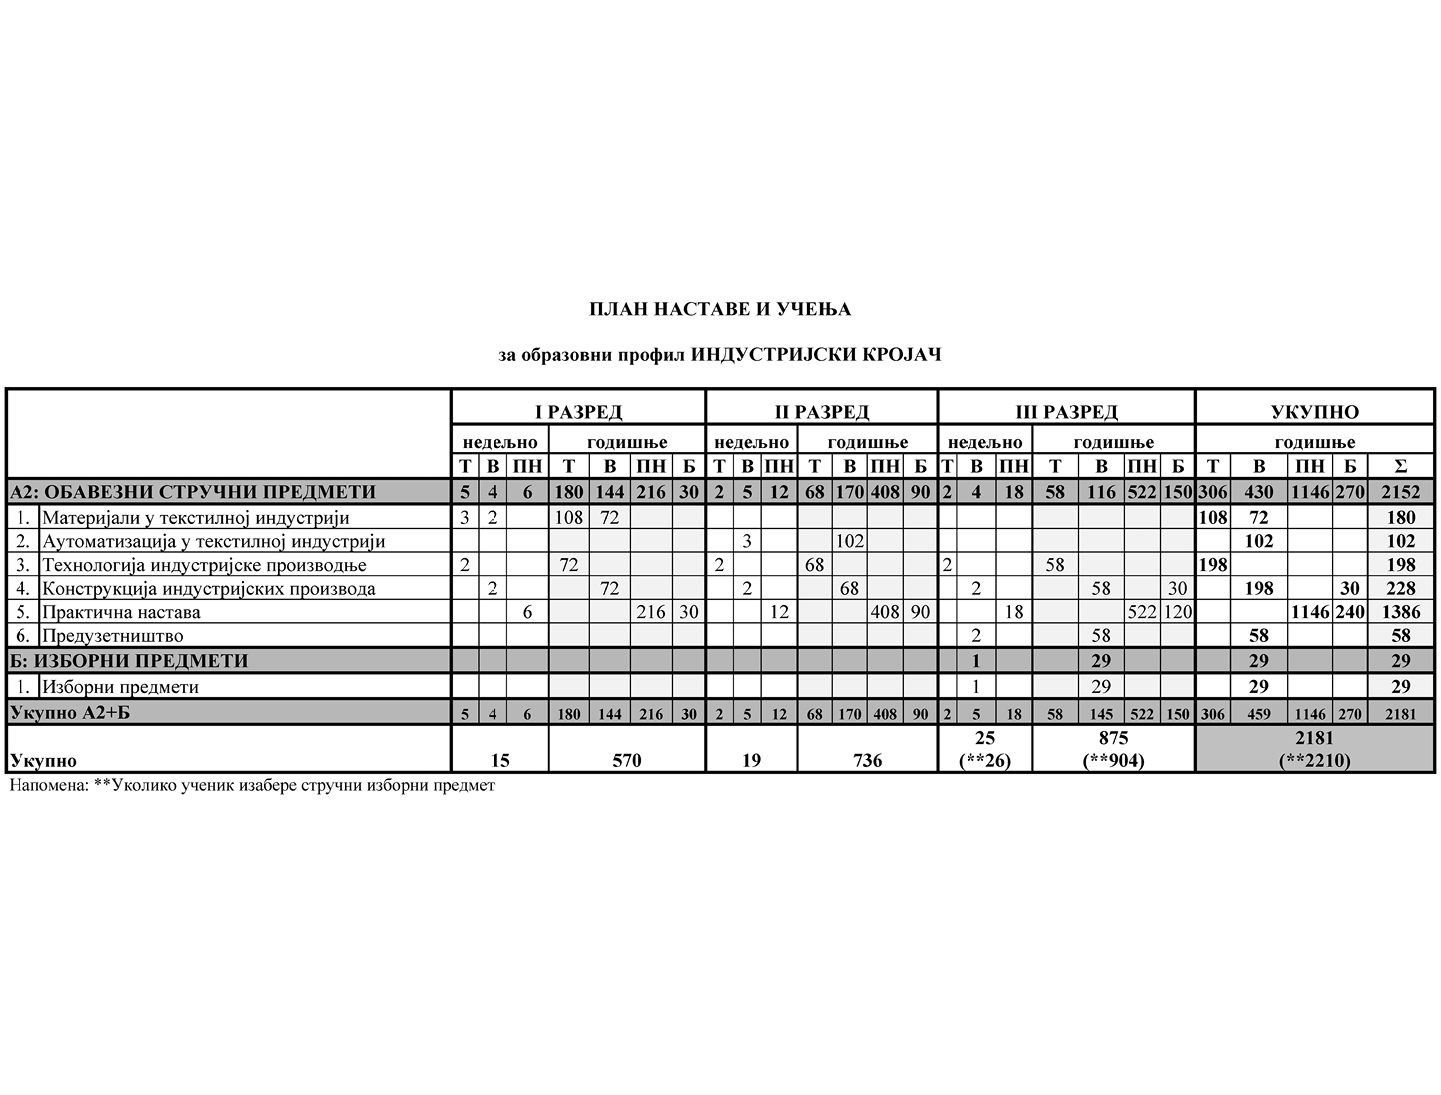 ПЛАН НАСТАВЕ И УЧЕЊА
за образовни профил ИНДУСТРИЈСКИ КРОЈАЧ
I РАЗРЕД II РАЗРЕД III РАЗРЕД УКУПНО
недељно годишње недељно годишње недељно годишње годишње
Т В ПН Т В ПН Б Т В ПН Т В ПН Б Т В ПН Т В ПН Б Т В ПН Б Σ
А2: ОБАВЕЗНИ СТРУЧНИ ПРЕДМЕТИ 5 4 6 180 144 216 30 2 5 12 68 170 408 90 2 4 18 58 116 522 150 306 430 1146 270 2152
1. Материјали у текстилној индустрији 3 2 108 72 108 72 180
2. Аутоматизација у текстилној индустрији 3 102 102 102
3. Технологија индустријске производње 2 72 2 68 2 58 198 198
4. Конструкција индустријских производа 2 72 2 68 2 58 30 198 30 228
5. Практична настава 6 216 30 12 408 90 18 522 120 1146 240 1386
6. Предузетништво 2 58 58 58
Б: ИЗБОРНИ ПРЕДМЕТИ 1 29 29 29
1. Изборни предмети 1 29 29 29
Укупно А2+Б 5 4 6 180 144 216 30 2 5 12 68 170 408 90 2 5 18 58 145 522 150 306 459 1146 270 2181
25 875 2181
Укупно 15 570 19 736 (**26) (**904) (**2210)
Напомена: **Уколико ученик изабере стручни изборни предмет